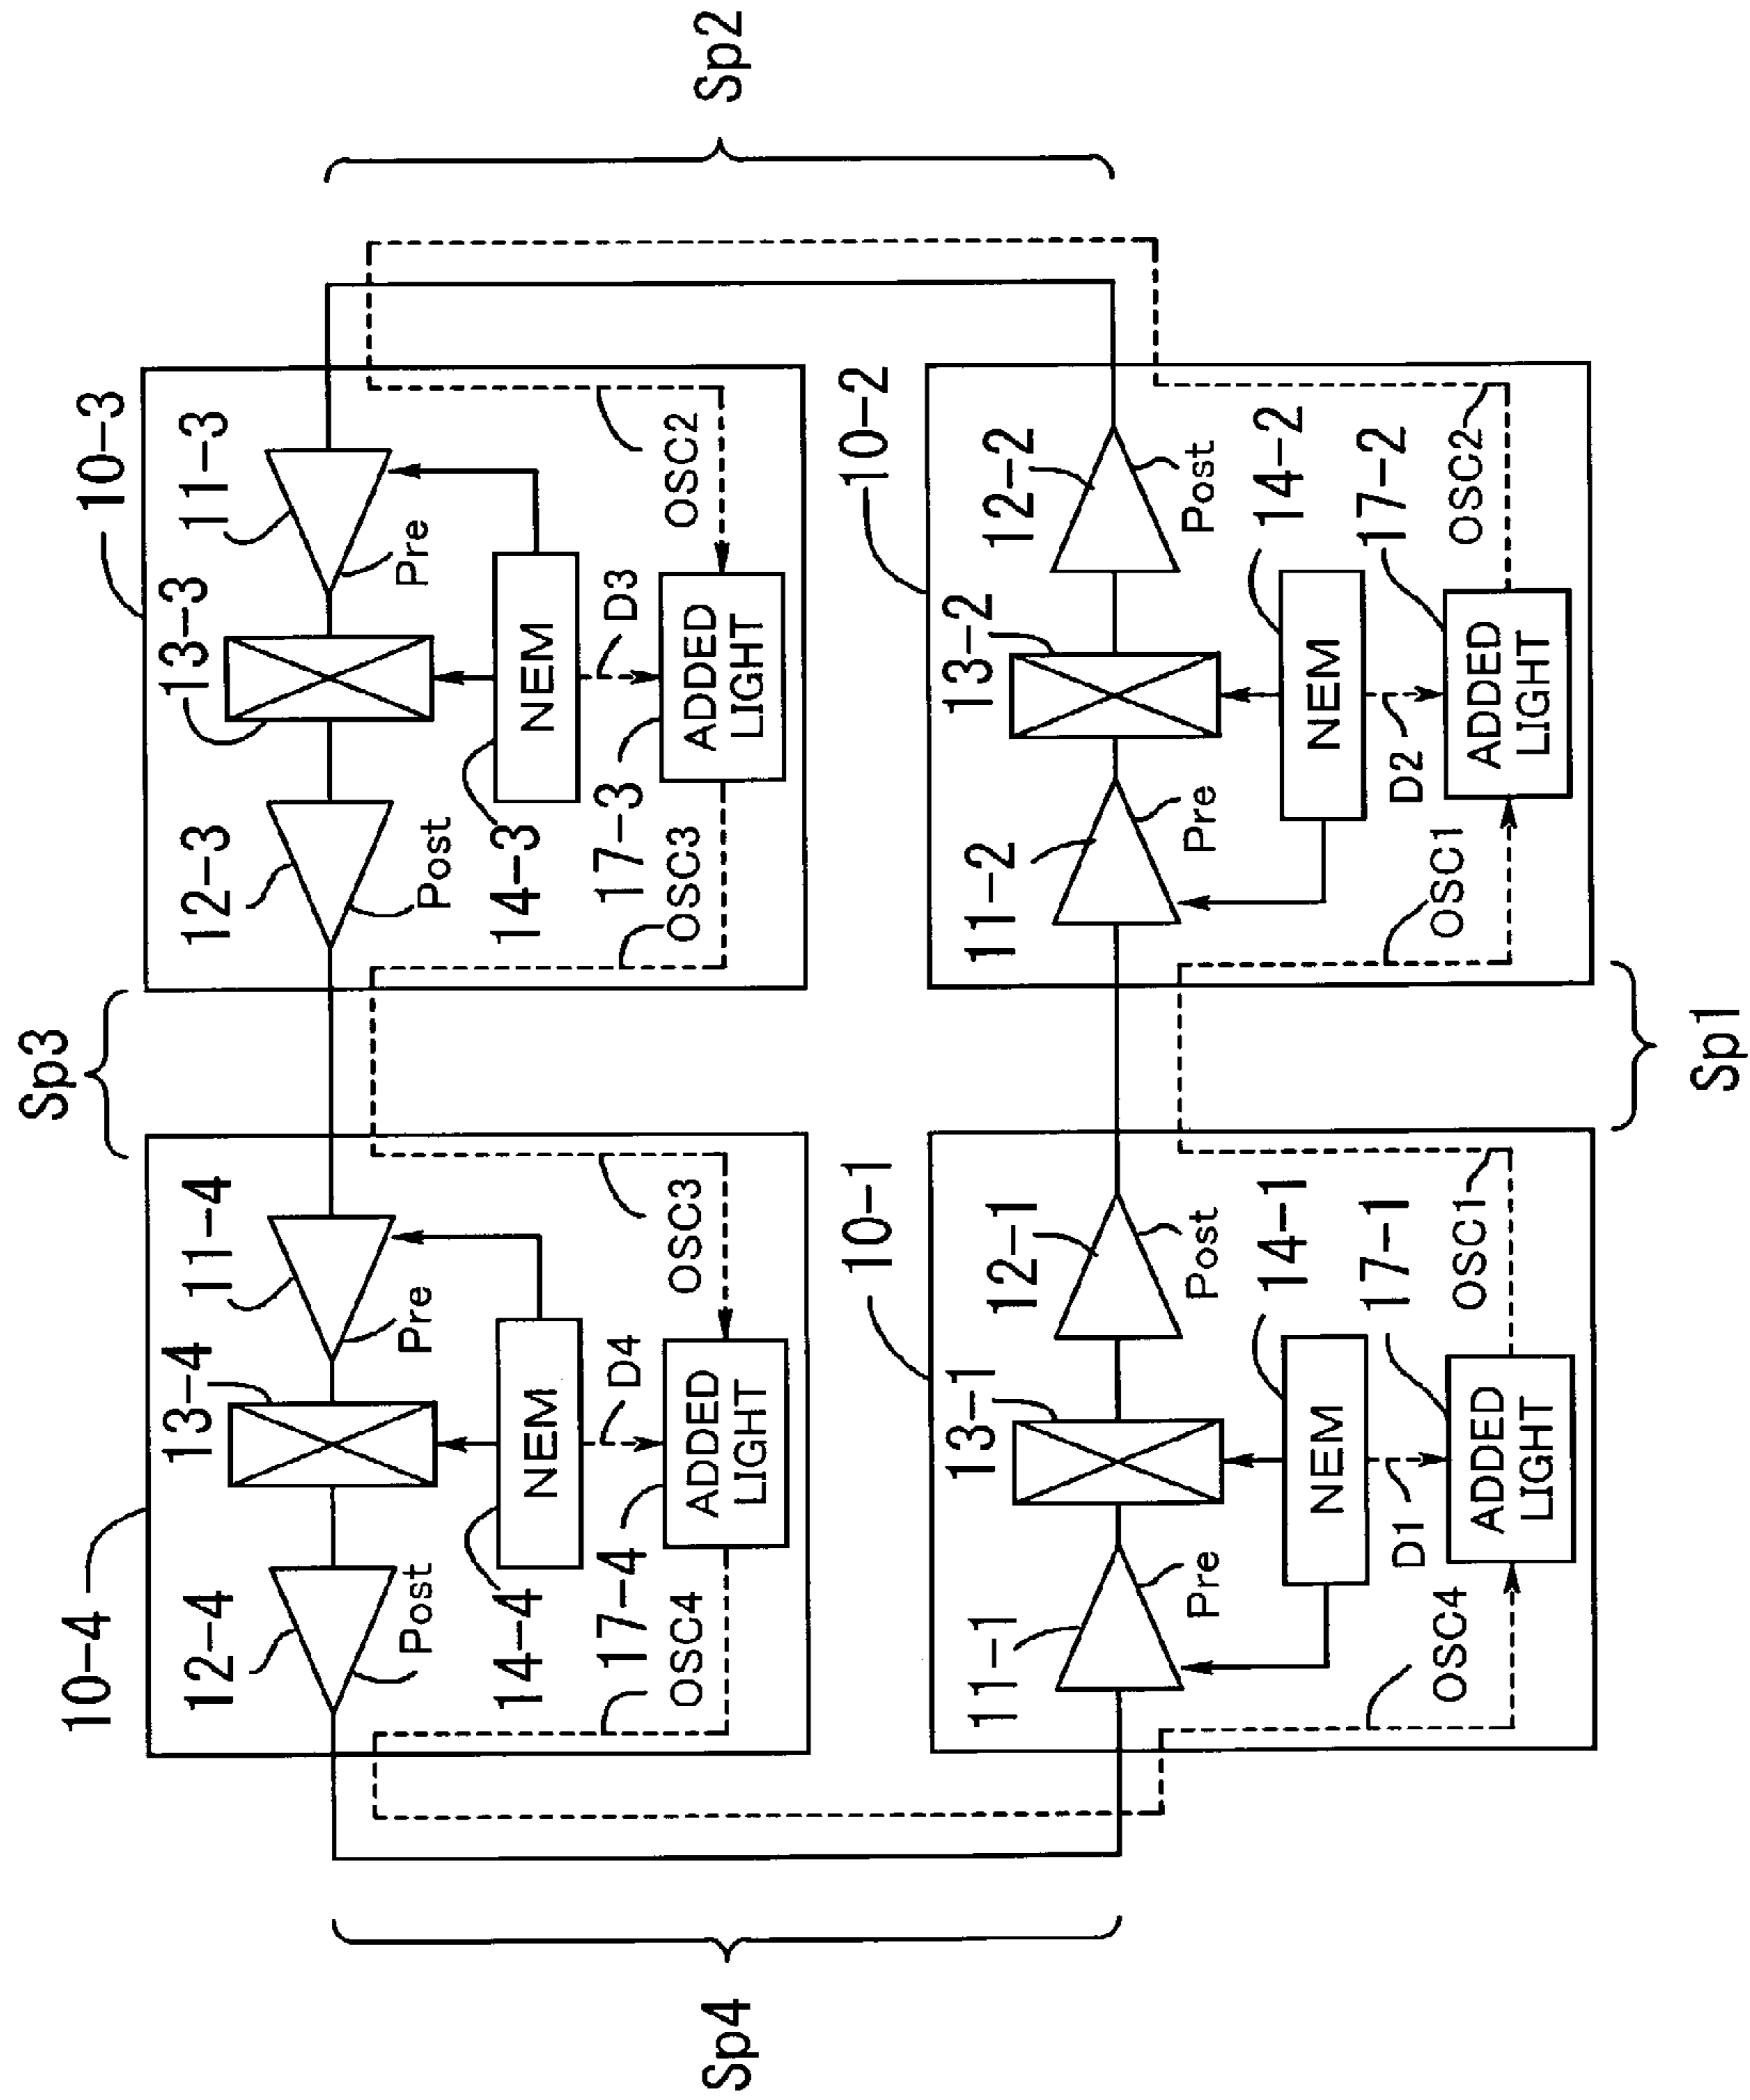 Sp3
Sp2
Sp4
Sp1
10-4
12-4
Post
13-4
11-4
Pre
14-4
NEM
D4
17-4
ADDED
LIGHT
OSC4
OSC3
10-3
12-3
Post
13-3
11-3
Pre
14-3
NEM
D3
17-3
ADDED
LIGHT
OSC3
OSC2
10-1
11-1
Pre
13-1
12-1
Post
14-1
NEM
D1
17-1
ADDED
LIGHT
OSC4
OSC1
10-2
11-2
Pre
13-2
12-2
Post
14-2
NEM
D2
17-2
ADDED
LIGHT
OSC1
OSC2